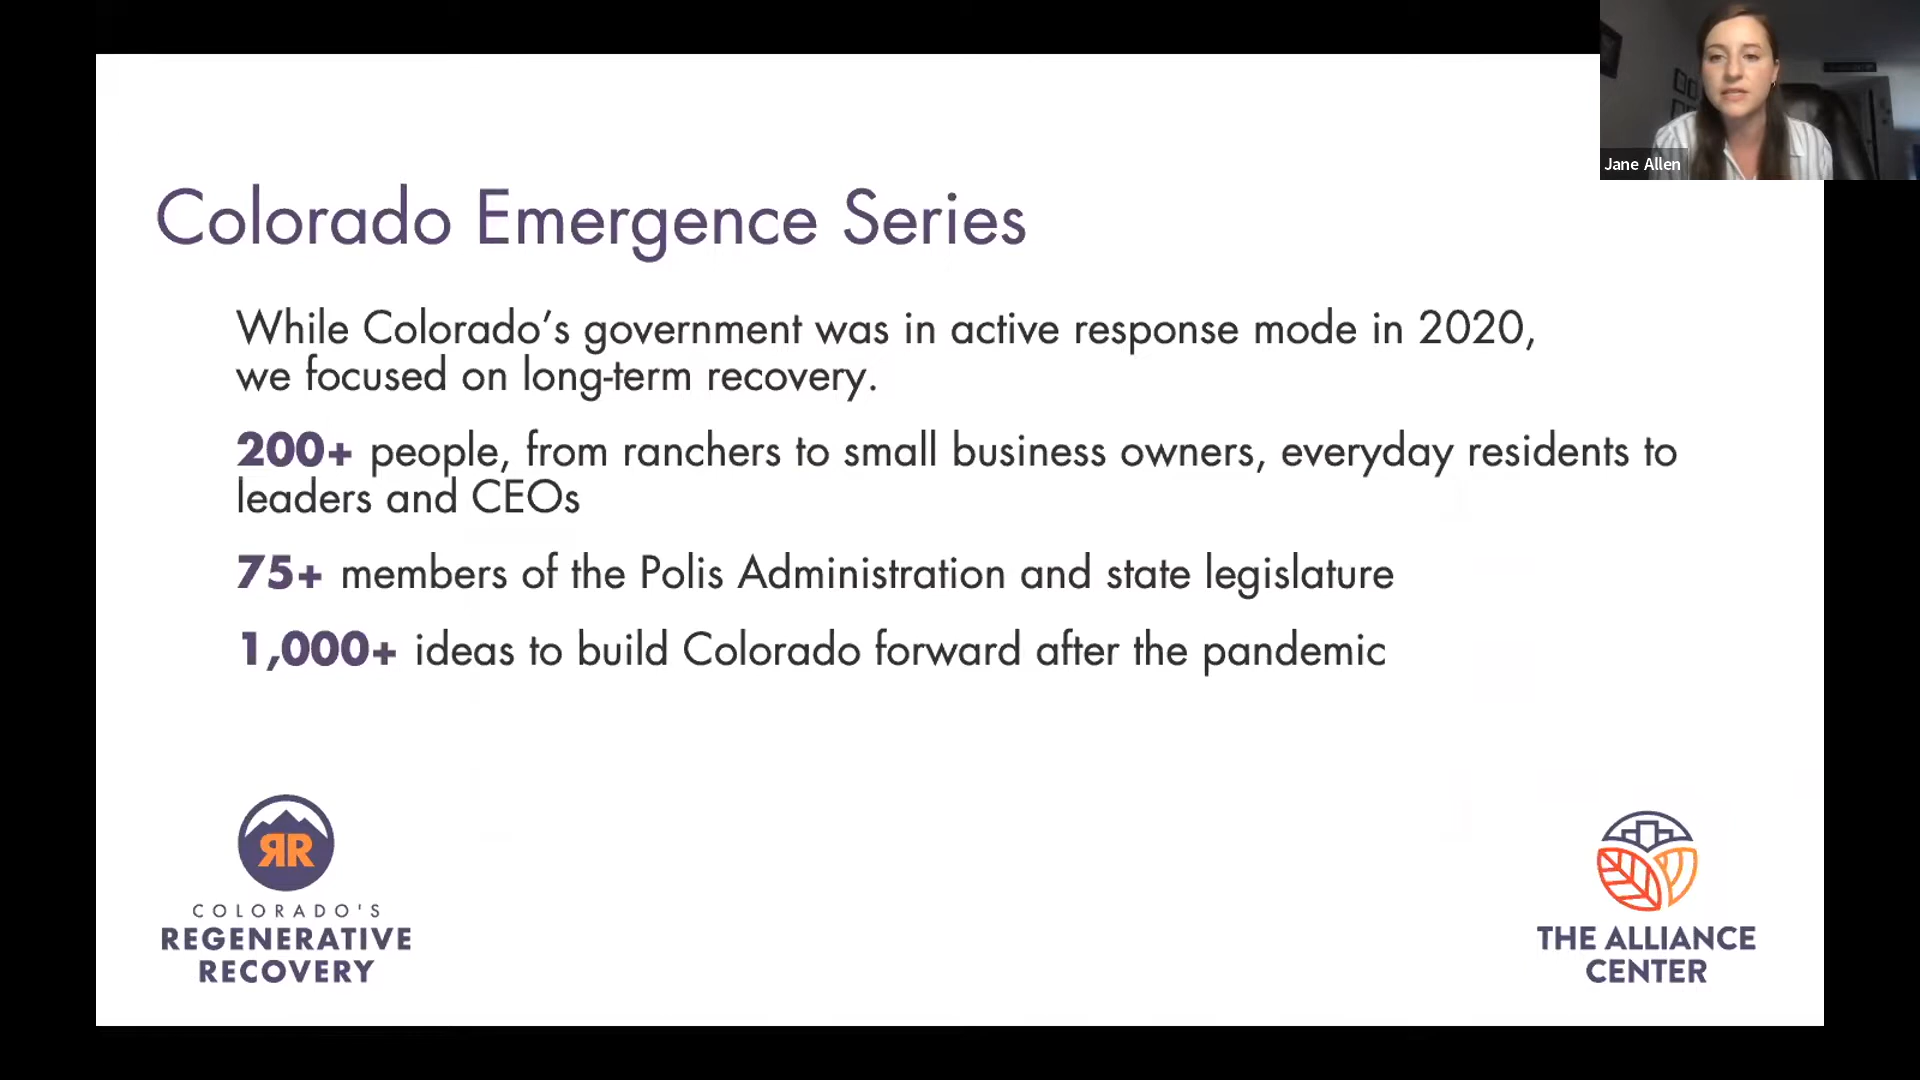 Jane Allen
Colorado Emergence Series
While Colorado’s government was in active response mode in 2020,
we focused on long-term recovery.
200+ people, from ranchers to small business owners, everyday residents to
leaders and CEOs
75+ members of the Polis Administration and state legislature
1,000+ ideas to build Colorado forward after the pandemic
RR
COLORADO'S
REGENERATIVE
RECOVERY
THE ALLIANCE
CENTER